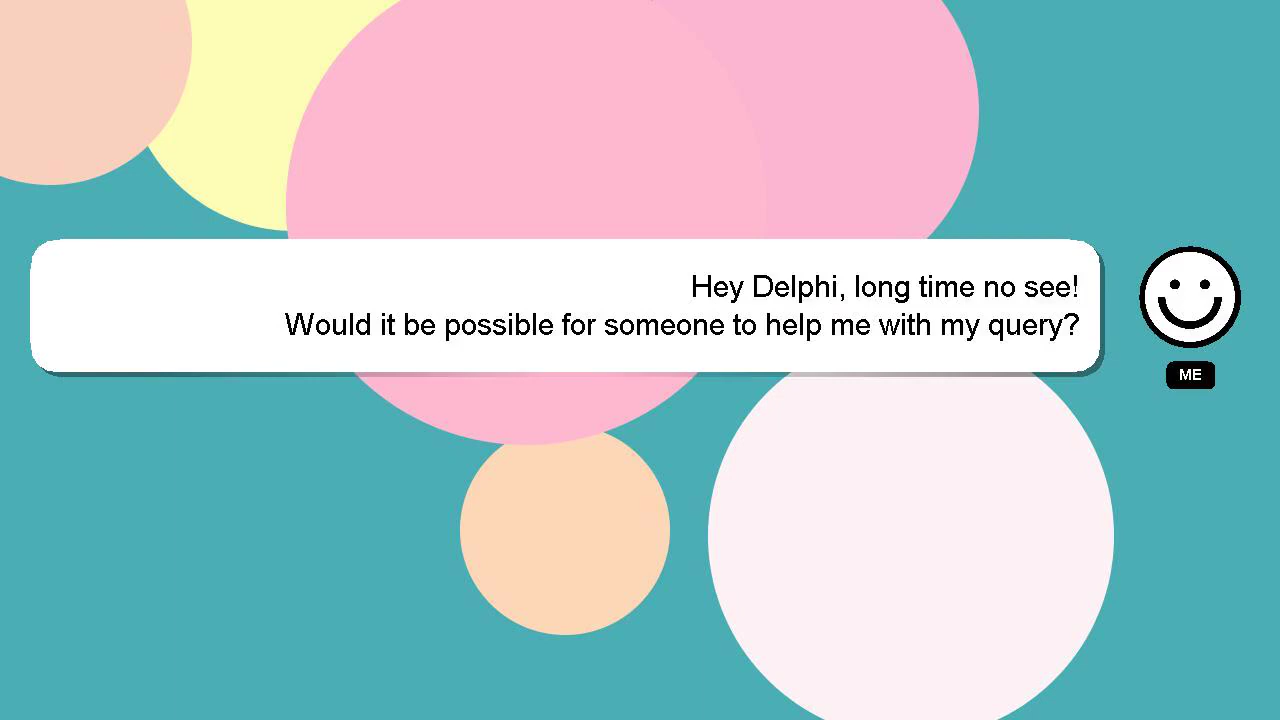 Hey Delphi, long time no see!
Would it be possible for someone to help me with my query?
ME